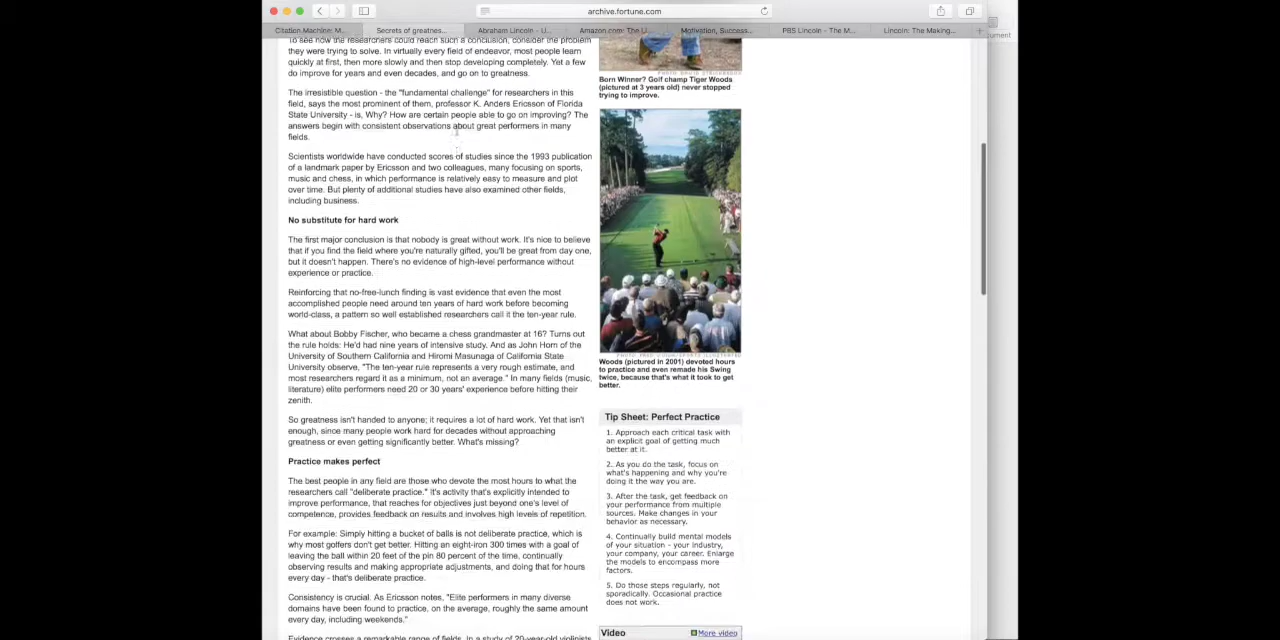 archive.fortune.com
Citation Machine: M...
Secrets of greatnes...
Abraham Lincoln - U...
Amazon.com: The U...
Motivation, Success...
PBS Lincoln - The M...
Lincoln: The Making...
To see how the researchers could reach such a conclusion, consider the problem
they were trying to solve. In virtually every field of endeavor, most people learn
quickly at first, then more slowly and then stop developing completely. Yet a few
do improve for years and even decades, and go on to greatness.
The irresistible question - the "fundamental challenge" for researchers in this
field, says the most prominent of them, professor K. Anders Ericsson of Florida
State University - is, Why? How are certain people able to go on improving? The
answers begin with consistent observations about great performers in many
fields.
Scientists worldwide have conducted scores of studies since the 1993 publication
of a landmark paper by Ericsson and two colleagues, many focusing on sports,
music and chess, in which performance is relatively easy to measure and plot
over time. But plenty of additional studies have also examined other fields,
including business.
No substitute for hard work
The first major conclusion is that nobody is great without work. It's nice to believe
that if you find the field where you're naturally gifted, you'll be great from day one,
but it doesn't happen. There's no evidence of high-level performance without
experience or practice.
Reinforcing that no-free-lunch finding is vast evidence that even the most
accomplished people need around ten years of hard work before becoming
world-class, a pattern so well established researchers call it the ten-year rule.
What about Bobby Fischer, who became a chess grandmaster at 16? Turns out
the rule holds: He'd had nine years of intensive study. And as John Horn of the
University of Southern California and Hiromi Masunaga of California State
University observe, "The ten-year rule represents a very rough estimate, and
most researchers regard it as a minimum, not an average." In many fields (music,
literature) elite performers need 20 or 30 years' experience before hitting their
zenith.
So greatness isn't handed to anyone; it requires a lot of hard work. Yet that isn't
enough, since many people work hard for decades without approaching
greatness or even getting significantly better. What's missing?
Practice makes perfect
The best people in any field are those who devote the most hours to what the
researchers call "deliberate practice." It's activity that's explicitly intended to
improve performance, that reaches for objectives just beyond one's level of
competence, provides feedback on results and involves high levels of repetition.
For example: Simply hitting a bucket of balls is not deliberate practice, which is
why most golfers don't get better. Hitting an eight-iron 300 times with a goal of
leaving the ball within 20 feet of the pin 80 percent of the time, continually
observing results and making appropriate adjustments, and doing that for hours
every day - that's deliberate practice.
Consistency is crucial. As Ericsson notes, "Elite performers in many diverse
domains have been found to practice, on the average, roughly the same amount
every day, including weekends."
Evidence crosses a remarkable range of fields. In a study of 20-year-old violinists
Born Winner? Golf champ Tiger Woods
(pictured at 3 years old) never stopped
trying to improve.
Woods (pictured in 2001) devoted hours
to practice and even remade his Swing
twice, because that's what it took to get
better.
Tip Sheet: Perfect Practice
1. Approach each critical task with
an explicit goal of getting much
better at it.
2. As you do the task, focus on
what's happening and why you're
doing it the way you are.
3. After the task, get feedback on
your performance from multiple
sources. Make changes in your
behavior as necessary.
4. Continually build mental models
of your situation - your industry,
your company, your career. Enlarge
the models to encompass more
factors.
5. Do those steps regularly, not
sporadically. Occasional practice
does not work.
Video
More video